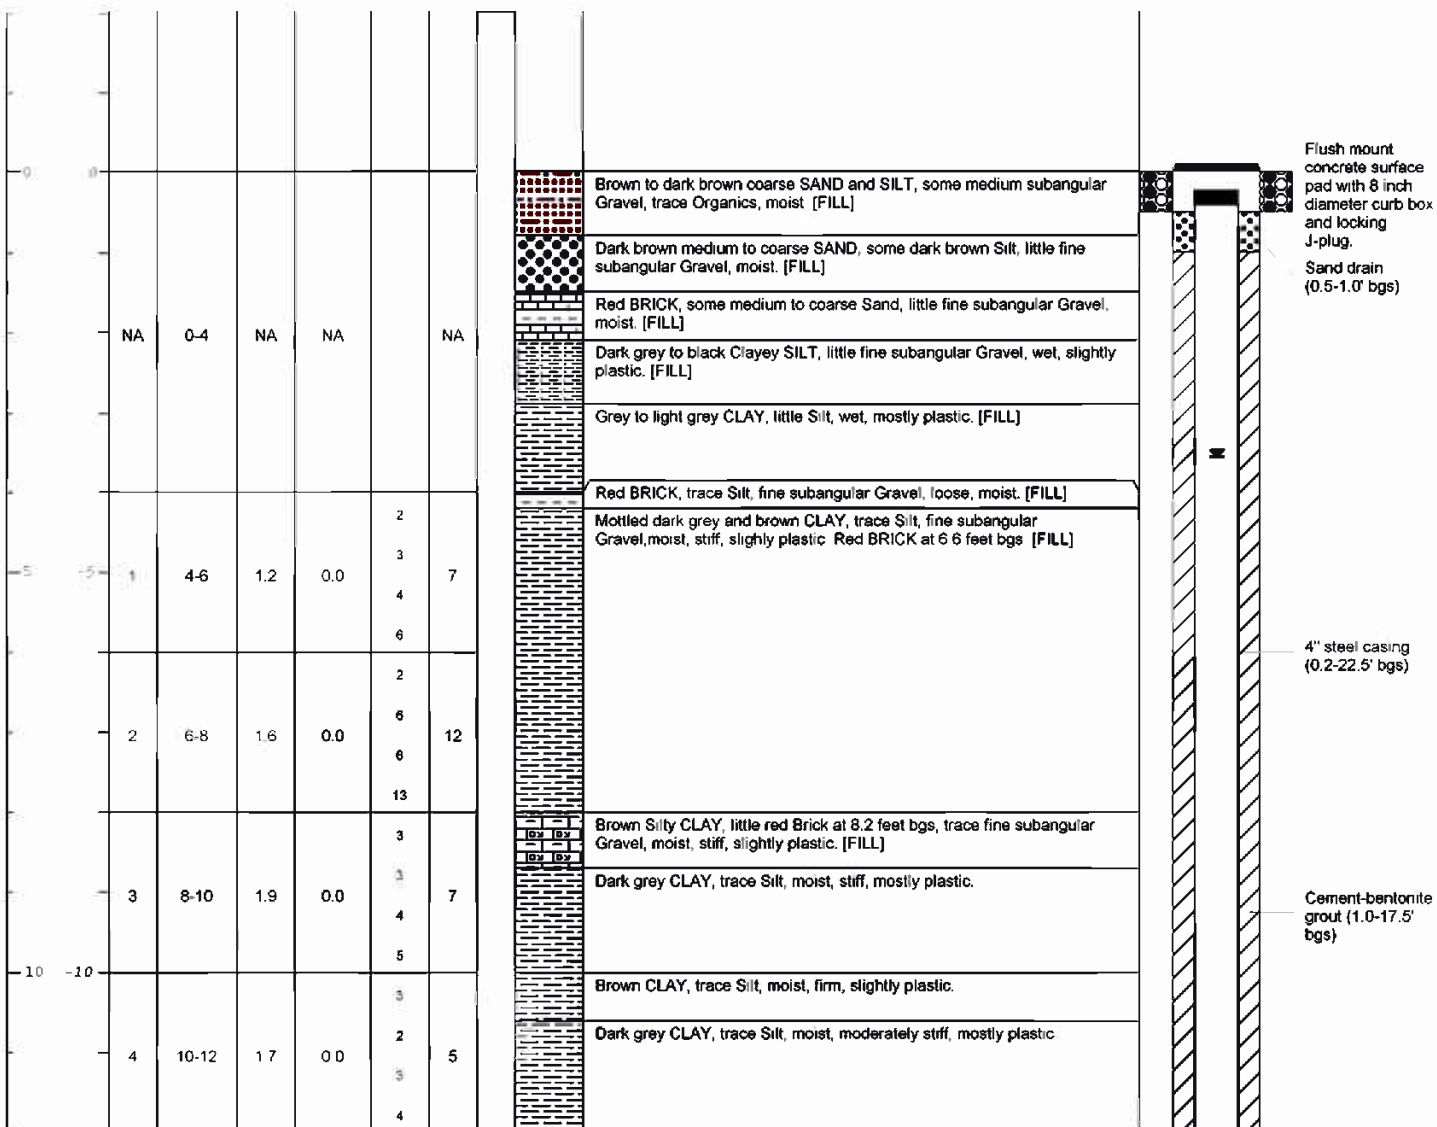 0 0
Brown to dark brown coarse SAND and SILT, some medium subangular
Gravel, trace Organics, moist [FILL]
Dark brown medium to coarse SAND, some dark brown Silt, little fine
subangular Gravel, moist. [FILL]
Red BRICK, some medium to coarse Sand, little fine subangular Gravel,
moist. [FILL]
NA 0-4 NA NA NA
Dark grey to black Clayey SILT, little fine subangular Gravel, wet, slightly
plastic. [FILL]
Grey to light grey CLAY, little Silt, wet, mostly plastic. [FILL]
Red BRICK, trace Silt, fine subangular Gravel, loose, moist. [FILL]
Mottled dark grey and brown CLAY, trace Silt, fine subangular
Gravel,moist, stiff, slighly plastic Red BRICK at 6 6 feet bgs [FILL]
2
3
-5 -5 1 4-6 1.2 0.0 7
4
6
2
6
2 6-8 1.6 0.0 12
6
13
Brown Silty CLAY, little red Brick at 8.2 feet bgs, trace fine subangular
Gravel, moist, stiff, slightly plastic. [FILL]
3
3
Dark grey CLAY, trace Silt, moist, stiff, mostly plastic.
3 8-10 1.9 0.0 7
4
5
-10 -10
Brown CLAY, trace Silt, moist, firm, slightly plastic.
3
2
Dark grey CLAY, trace Silt, moist, moderately stiff, mostly plastic
4 10-12 1 7 0 0 5
3
4
Flush mount
concrete surface
pad with 8 inch
diameter curb box
and locking
J-plug.
Sand drain
(0.5-1.0' bgs)
4" steel casing
(0.2-22.5' bgs)
Cement-bentonite
grout (1.0-17.5'
bgs)